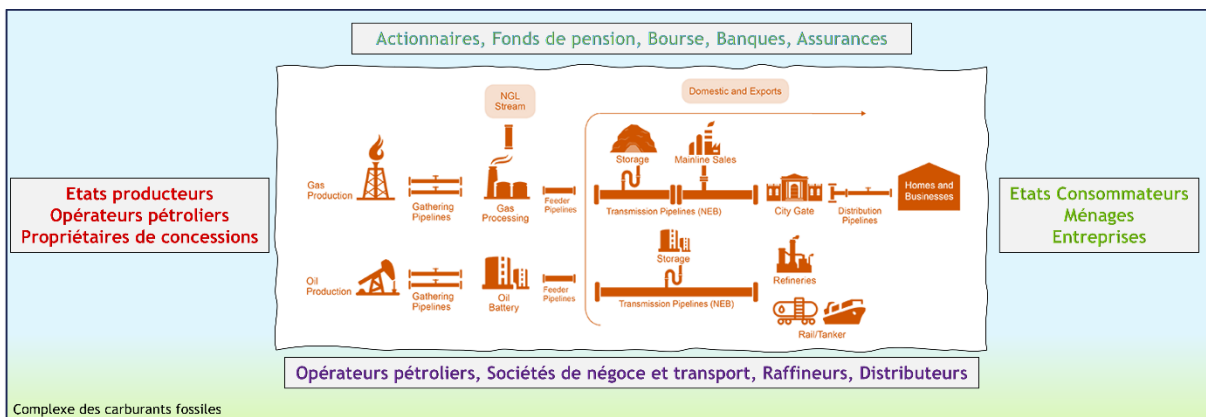 Actionnaires, Fonds de pension, Bourse, Banques, Assurances
NGL
Stream
Domestic and Exports
Storage
Mainline Sales
Gas
Production
Gathering
Pipelines
Gas
Processing
Feeder
Pipelines
Transmission Pipelines (NEB)
City Gate
Distribution
Pipelines
Homes and
Businesses
Etats producteurs
Opérateurs pétroliers
Propriétaires de concessions
Etats Consommateurs
Ménages
Entreprises
Storage
Oil
Production
Gathering
Pipelines
Oil
Battery
Feeder
Pipelines
Transmission Pipelines (NEB)
Refineries
Rail/Tanker
Opérateurs pétroliers, Sociétés de négoce et transport, Raffineurs, Distributeurs
Complexe des carburants fossiles